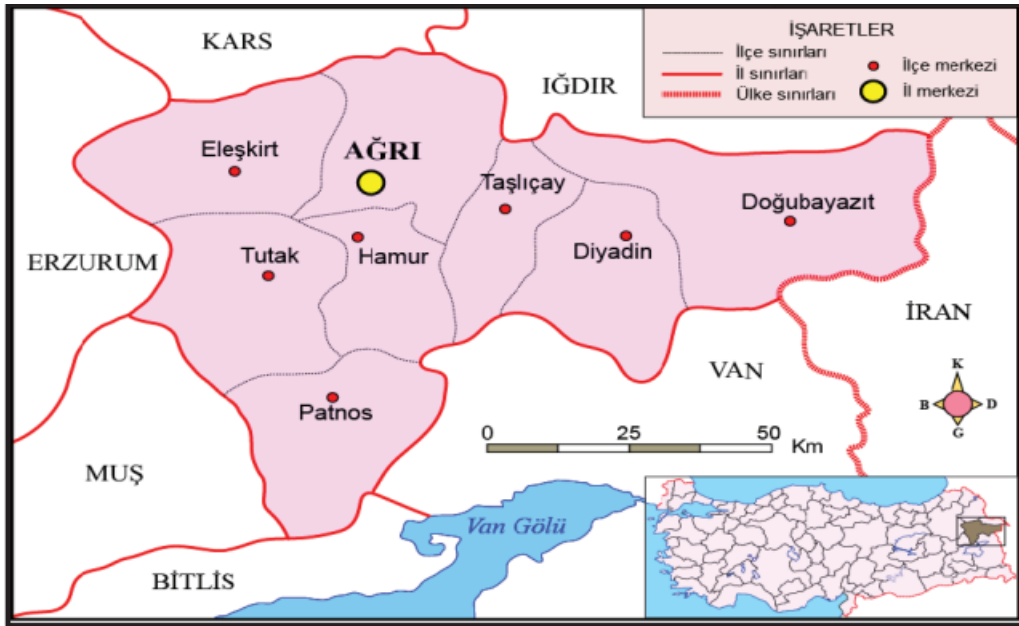 KARS
İŞARETLER
İlçe sınırları
İlçe merkezi
İl sınırları
Ülke sınırları
İl merkezi
IĞDIR
Eleşkirt
AĞRI
Taşlıçay
Doğubayazıt
ERZURUM
Tutak
Hamur
Diyadin
İRAN
VAN
K
B
D
G
Patnos
0
25
50
Km
MUŞ
Van Gölü
BİTLİS